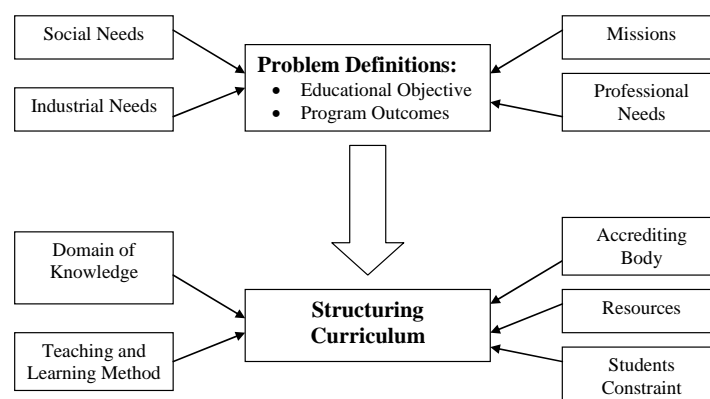 Social Needs
Industrial Needs
Problem Definitions:
• Educational Objective
• Program Outcomes
Missions
Professional
Needs
Domain of
Knowledge
Teaching and
Learning Method
Structuring
Curriculum
Accrediting
Body
Resources
Students
Constraint